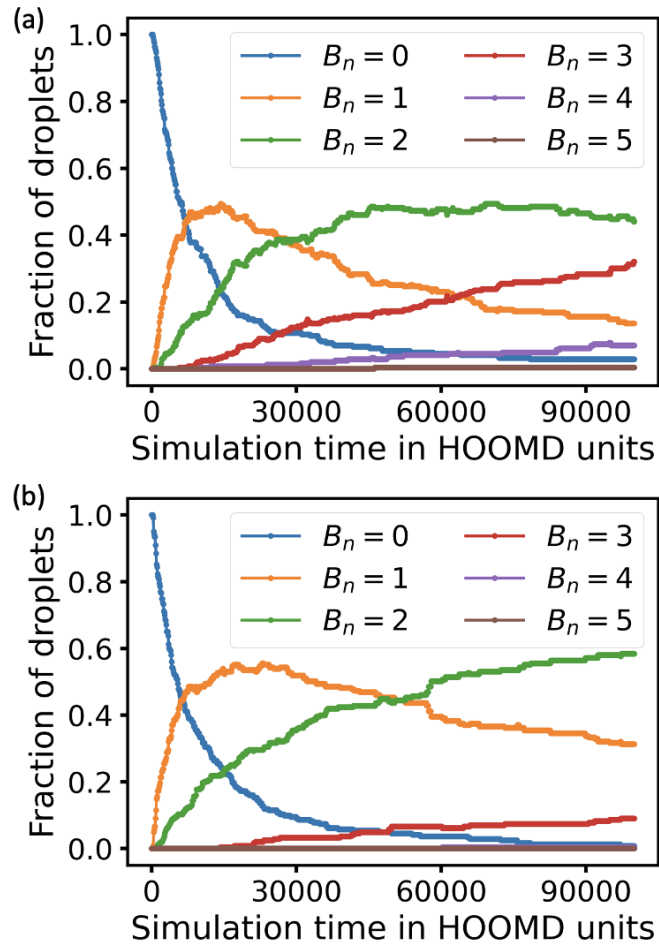 (a)
1.0
0.8
0.6
0.4
0.2
0.0
Fraction of droplets
B_n = 0
B_n = 1
B_n = 2
B_n = 3
B_n = 4
B_n = 5
0 30000 60000 90000
Simulation time in HOOMD units
(b)
1.0
0.8
0.6
0.4
0.2
0.0
Fraction of droplets
B_n = 0
B_n = 1
B_n = 2
B_n = 3
B_n = 4
B_n = 5
0 30000 60000 90000
Simulation time in HOOMD units